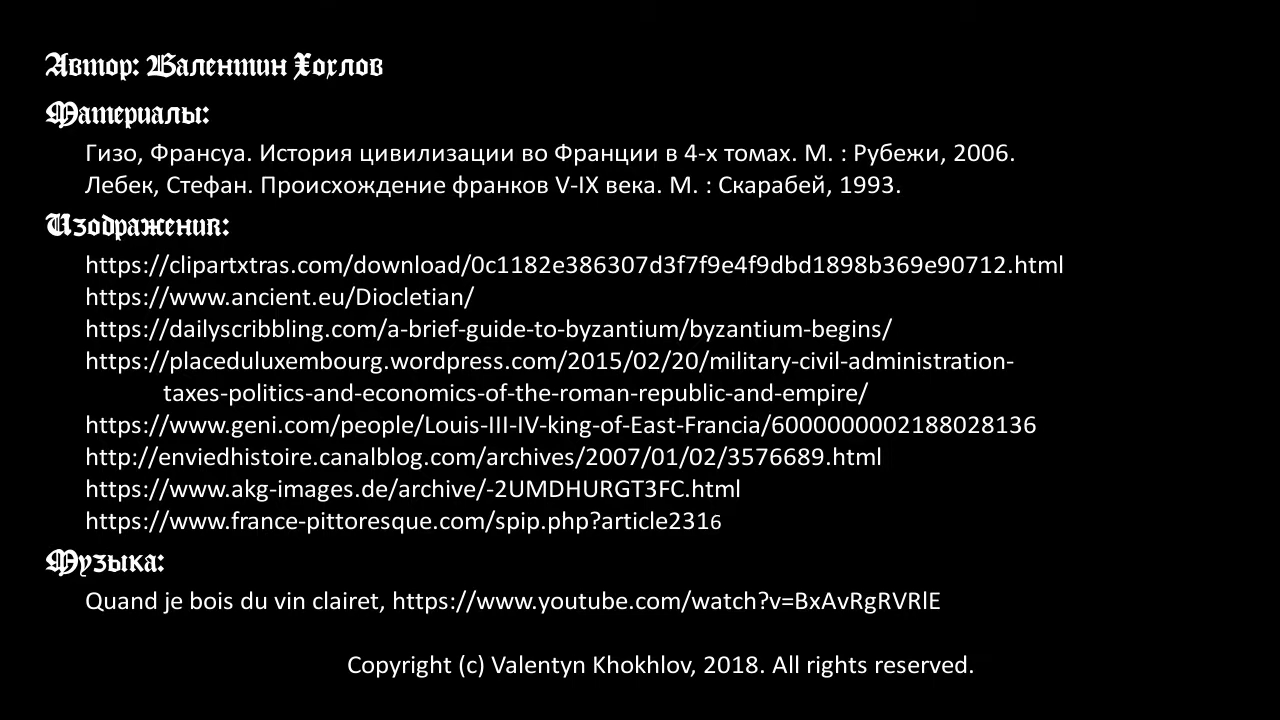 Автор: Валентин Хохлов
Материалы:
Гизо, Франсуа. История цивилизации во Франции в 4-х томах. М. : Рубежи, 2006.
Лебек, Стефан. Происхождение франков V-IX века. М. : Скарабей, 1993.
Изображения:
https://clipartxtras.com/download/0c1182e386307d3f7f9e4f9dbd1898b369e90712.html
https://www.ancient.eu/Diocletian/
https://dailyscribbling.com/a-brief-guide-to-byzantium/byzantium-begins/
https://placeduluxembourg.wordpress.com/2015/02/20/military-civil-administration-
taxes-politics-and-economics-of-the-roman-republic-and-empire/
https://www.geni.com/people/Louis-III-IV-king-of-East-Francia/6000000002188028136
http://enviedhistoire.canalblog.com/archives/2007/01/02/3576689.html
https://www.akg-images.de/archive/-2UMDHURGT3FC.html
https://www.france-pittoresque.com/spip.php?article2316
Музыка:
Quand je bois du vin clairet, https://www.youtube.com/watch?v=BxAvRgRVRlE
Copyright (c) Valentyn Khokhlov, 2018. All rights reserved.